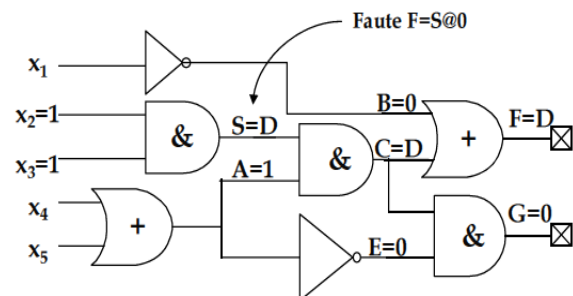 Faute F=S@0
x1
B=0
x2=1
S=D
F=D
&
+
C=D
x3=1
A=1
&
x4
G=0
+
&
x5
E=0